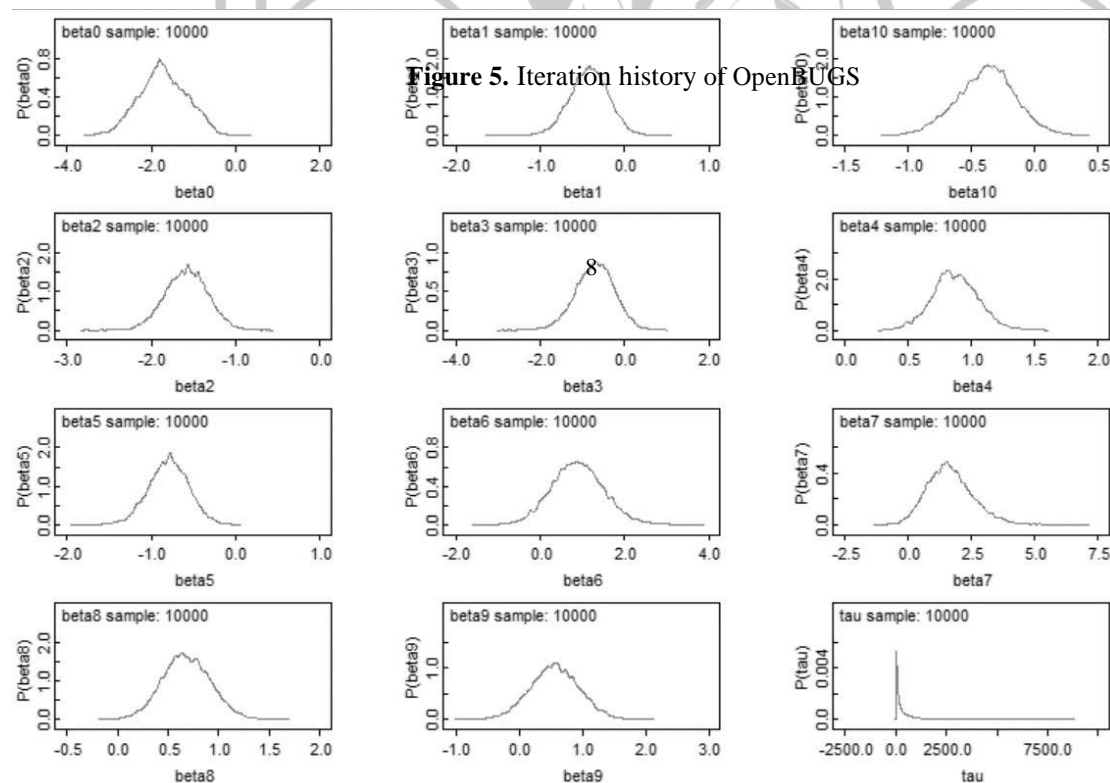 beta0 sample: 10000
P(beta0)
0.0 0.4 0.8
-4.0 -2.0 0.0 2.0
beta0
beta1 sample: 10000
0.0 1.0 2.0
-2.0 -1.0 0.0 1.0
beta1
beta10 sample: 10000
0.0 1.0 2.0
-1.5 -1.0 -0.5 0.0 0.5
beta10
Figure 5. Iteration history of OpenBUGS
beta2 sample: 10000
P(beta2)
0.0 1.0 2.0
-3.0 -2.0 -1.0 0.0
beta2
beta3 sample: 10000
P(beta3)
0.0 0.5 1.0
8
-4.0 -2.0 0.0 2.0
beta3
beta4 sample: 10000
P(beta4)
0.0 2.0
0.0 0.5 1.0 1.5 2.0
beta4
beta5 sample: 10000
P(beta5)
0.0 1.0 2.0
-2.0 -1.0 0.0 1.0
beta5
beta6 sample: 10000
P(beta6)
0.0 0.4 0.8
-2.0 0.0 2.0 4.0
beta6
beta7 sample: 10000
P(beta7)
0.0 0.4
-2.5 0.0 2.5 5.0 7.5
beta7
beta8 sample: 10000
P(beta8)
0.0 1.0 2.0
-0.5 0.0 0.5 1.0 1.5 2.0
beta8
beta9 sample: 10000
P(beta9)
0.0 1.0
-1.0 0.0 1.0 2.0 3.0
beta9
tau sample: 10000
P(tau)
0.0 0.004
-2500.0 0.0 2500.0 7500.0
tau